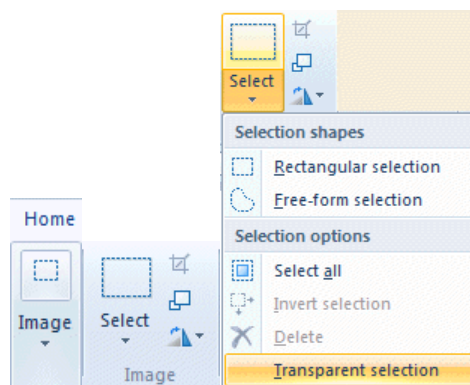 Select
Selection shapes
Rectangular selection
Free-form selection
Selection options
Select all
Invert selection
Delete
Transparent selection
Home
Image
Select
Image